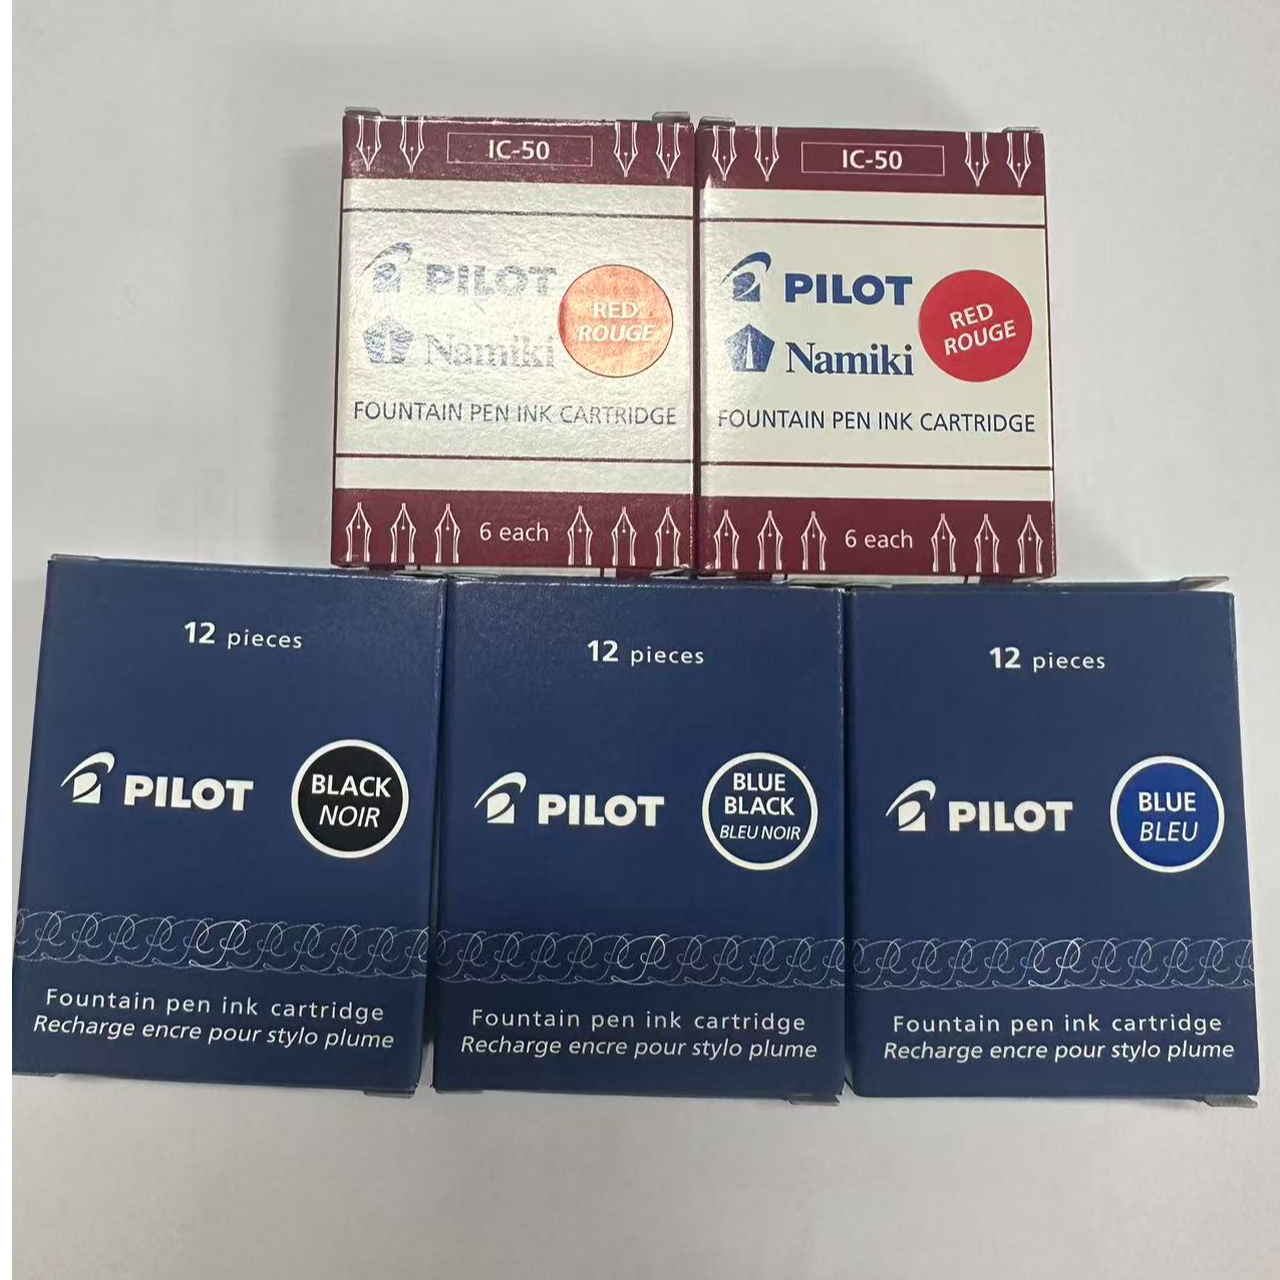 IC-50
PILOT
Namiki
RED
ROUGE
FOUNTAIN PEN INK CARTRIDGE
6 each
IC-50
PILOT
Namiki
RED
ROUGE
FOUNTAIN PEN INK CARTRIDGE
6 each
12 pieces
PILOT
BLACK
NOIR
Fountain pen ink cartridge
Recharge encre pour stylo plume
12 pieces
PILOT
BLUE
BLACK
BLEU NOIR
Fountain pen ink cartridge
Recharge encre pour stylo plume
12 pieces
PILOT
BLUE
BLEU
Fountain pen ink cartridge
Recharge encre pour stylo plume